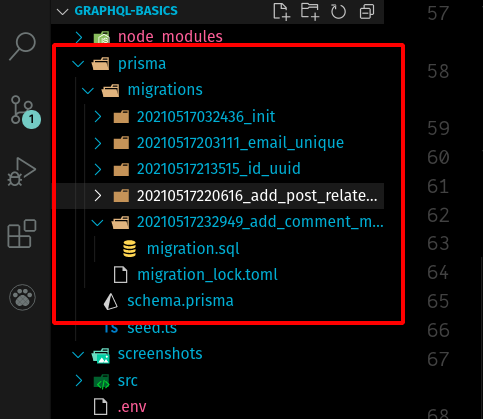 GRAPHQL-BASICS
node_modules
prisma
migrations
20210517032436_init
20210517203111_email_unique
20210517213515_id_uuid
20210517220616_add_post_relate...
20210517232949_add_comment_m...
migration.sql
migration_lock.toml
schema.prisma
TS seed.ts
screenshots
src
.env
1
57
58
59
60
61
62
63
64
65
66
67
68